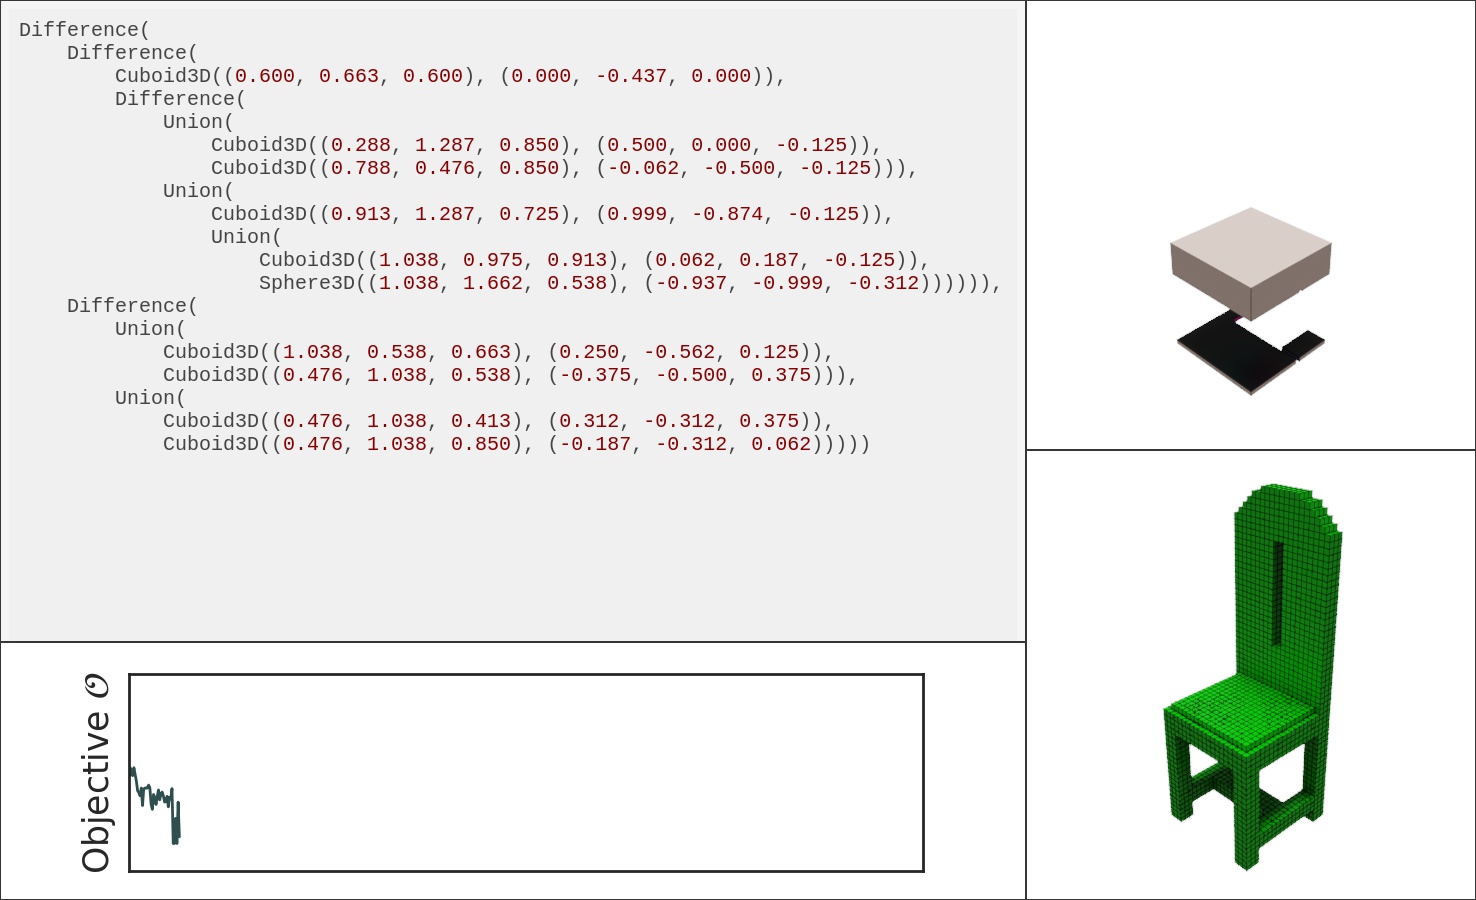 Difference(
    Difference(
        Cuboid3D((0.600, 0.663, 0.600), (0.000, -0.437, 0.000)),
        Difference(
            Union(
                Cuboid3D((0.288, 1.287, 0.850), (0.500, 0.000, -0.125)),
                Cuboid3D((0.788, 0.476, 0.850), (-0.062, -0.500, -0.125))),
            Union(
                Cuboid3D((0.913, 1.287, 0.725), (0.999, -0.874, -0.125)),
                Union(
                    Cuboid3D((1.038, 0.975, 0.913), (0.062, 0.187, -0.125)),
                    Sphere3D((1.038, 1.662, 0.538), (-0.937, -0.999, -0.312)))))),
    Difference(
        Union(
            Cuboid3D((1.038, 0.538, 0.663), (0.250, -0.562, 0.125)),
            Cuboid3D((0.476, 1.038, 0.538), (-0.375, -0.500, 0.375))),
        Union(
            Cuboid3D((0.476, 1.038, 0.413), (0.312, -0.312, 0.375)),
            Cuboid3D((0.476, 1.038, 0.850), (-0.187, -0.312, 0.062)))))
Objective 𝒪